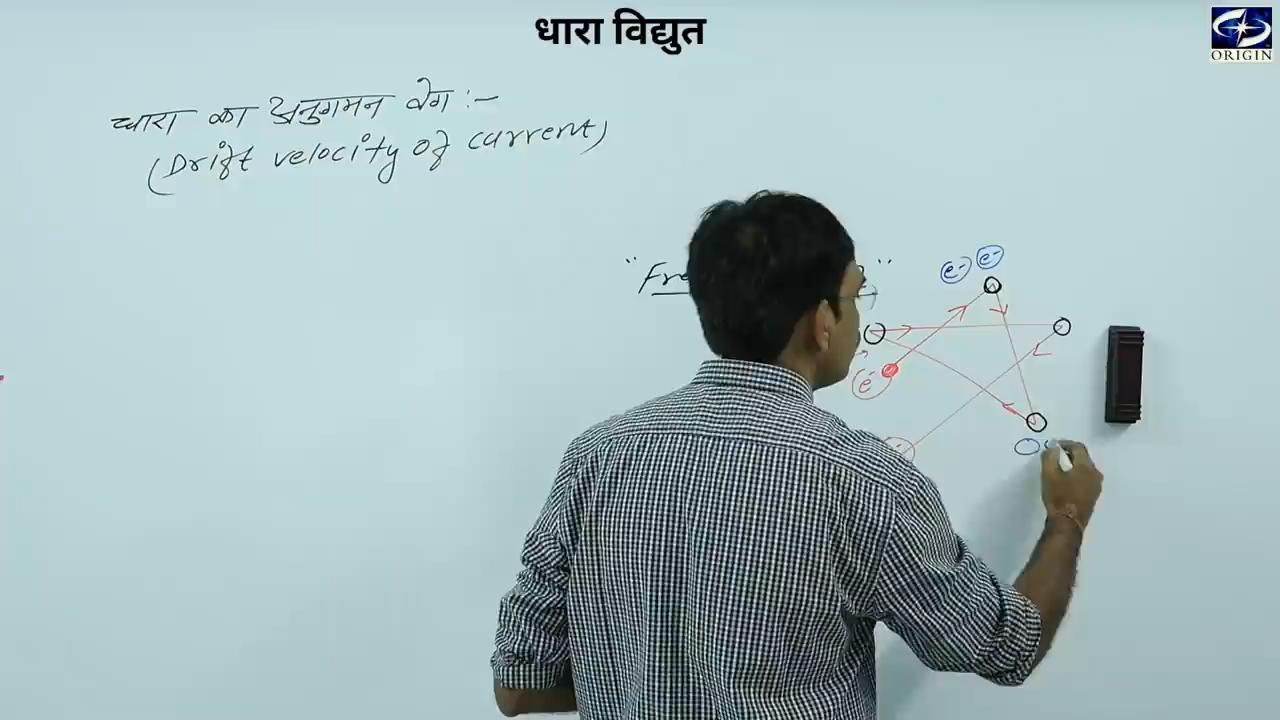 धारा विद्युत
ORIGIN
धारा का अनुगमन वेग :-
(Drift velocity of current)
e- e-
e-